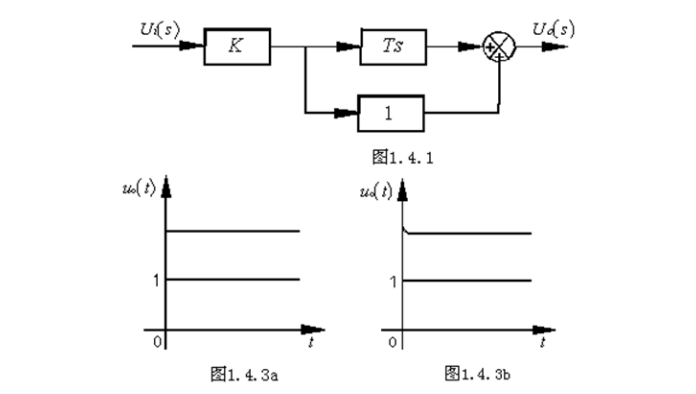 Ui(s) K Ts Uo(s)
+
+
1
图1.4.1
uo(t) uo(t)
1 1
0 t 0 t
图1.4.3a 图1.4.3b